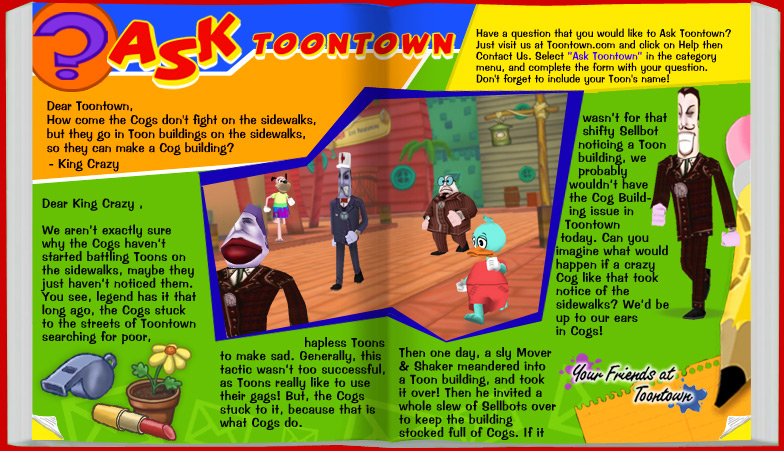 ?
ASK TOONTOWN
Have a question that you would like to Ask Toontown?
Just visit us at Toontown.com and click on Help then
Contact Us. Select "Ask Toontown" in the category
menu, and complete the form with your question.
Don't forget to include your Toon's name!
Dear Toontown,
How come the Cogs don't fight on the sidewalks,
but they go in Toon buildings on the sidewalks,
so they can make a Cog building?
- King Crazy
Dear King Crazy ,
We aren't exactly sure
why the Cogs haven't
started battling Toons on
the sidewalks, maybe they
just haven't noticed them.
You see, legend has it that
long ago, the Cogs stuck
to the streets of Toontown
searching for poor,
hapless Toons
to make sad. Generally, this
tactic wasn't too successful,
as Toons really like to use
their gags! But, the Cogs
stuck to it, because that is
what Cogs do.
Then one day, a sly Mover
& Shaker meandered into
a Toon building, and took
it over! Then he invited a
whole slew of Sellbots over
to keep the building
stocked full of Cogs. If it
wasn't for that
shifty Sellbot
noticing a Toon
building, we
probably
wouldn't have
the Cog Build-
ing issue in
Toontown
today. Can you
imagine what would
happen if a crazy
Cog like that took
notice of the
sidewalks? We'd be
up to our ears
in Cogs!
Your Friends at
Toontown